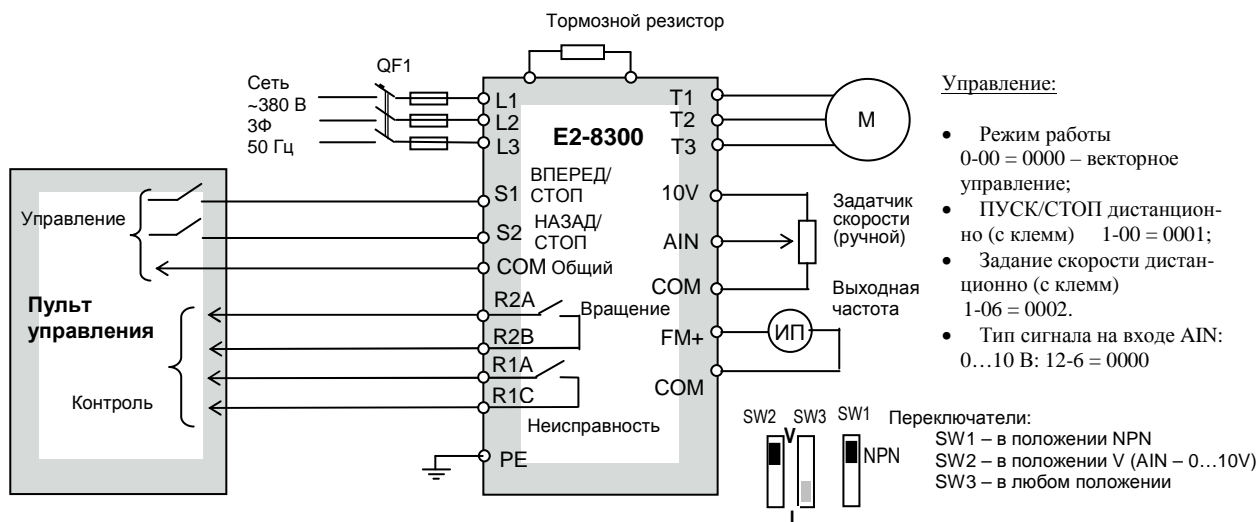 Тормозной резистор
QF1
Сеть
~380 В
3Ф
50 Гц
L1
L2
L3
E2-8300
T1
T2
T3
М
ВПЕРЕД/
СТОП
S1
НАЗАД/
СТОП
S2
COM Общий
Управление
Пульт
управления
Контроль
R2A
Вращение
R2B
R1A
R1C
Неисправность
PE
10V
AIN
COM
Задатчик
скорости
(ручной)
Выходная
частота
FM+
ИП
COM
Управление:
• Режим работы
0-00 = 0000 – векторное
управление;
• ПУСК/СТОП дистанцион-
но (с клемм) 1-00 = 0001;
• Задание скорости дистан-
ционно (с клемм)
1-06 = 0002.
• Тип сигнала на входе AIN:
0…10 В: 12-6 = 0000
SW2 SW3 SW1
V
NPN
I
Переключатели:
SW1 – в положении NPN
SW2 – в положении V (AIN – 0…10V)
SW3 – в любом положении